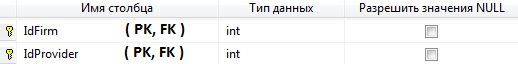 Имя столбца Тип данных Разрешить значения NULL
IdFirm ( PK, FK ) int
IdProvider ( PK, FK ) int